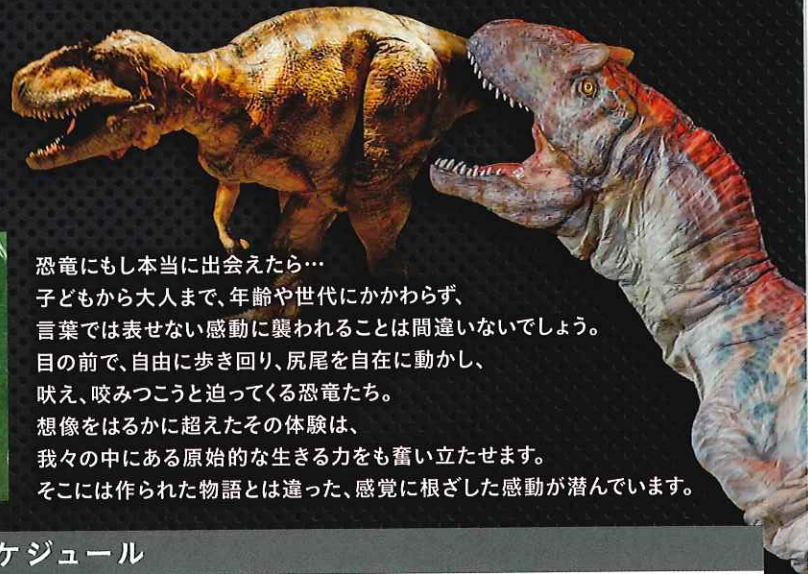 恐竜にもし本当に出会えたら…
子どもから大人まで、年齢や世代にかかわらず、
言葉では表せない感動に襲われることは間違いないでしょう。
目の前で、自由に歩き回り、尻尾を自在に動かし、
吠え、咬みつこうと迫ってくる恐竜たち。
想像をはるかに超えたその体験は、
我々の中にある原始的な生きる力をも奮い立たせます。
そこには作られた物語とは違った、感覚に根ざした感動が潜んでいます。
ケジュール